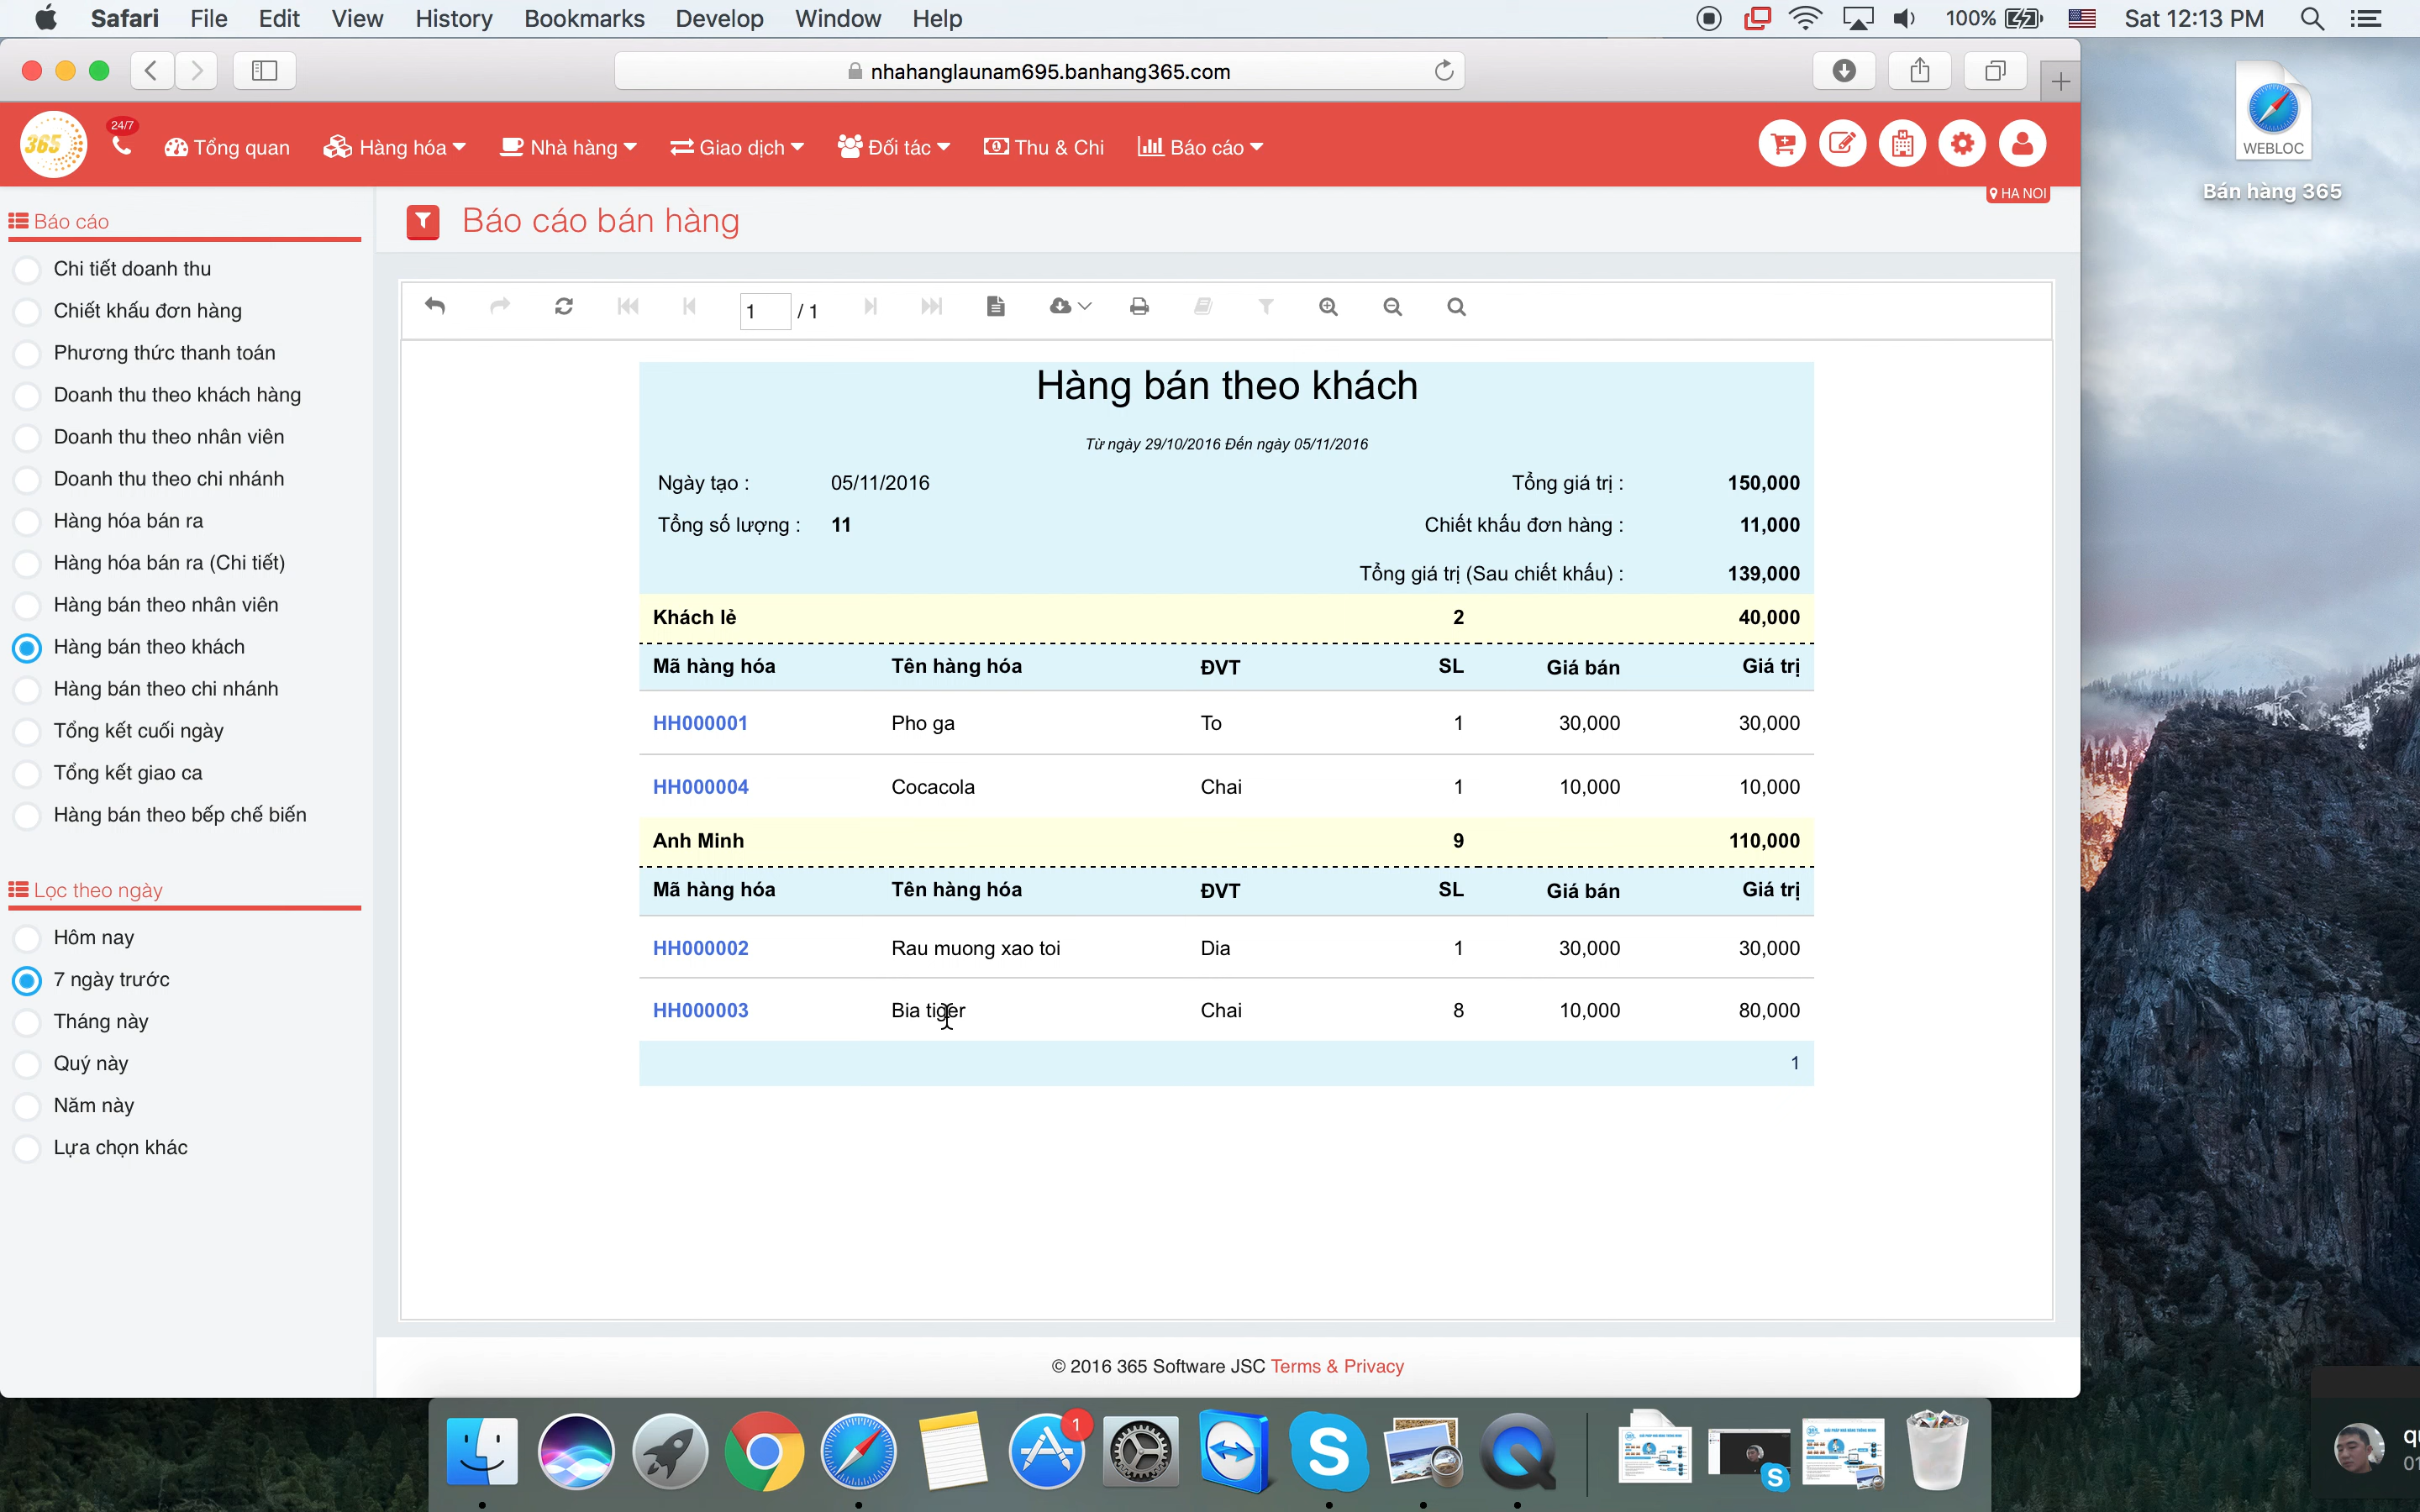 Safari File Edit View History Bookmarks Develop Window Help 100% Sat 12:13 PM
nhahanglaunam695.banhang365.com
WEBLOC
Bán hàng 365
365 24/7 Tổng quan Hàng hóa Nhà hàng Giao dịch Đối tác Thu & Chi Báo cáo
HA NOI
Báo cáo
Chi tiết doanh thu
Chiết khấu đơn hàng
Phương thức thanh toán
Doanh thu theo khách hàng
Doanh thu theo nhân viên
Doanh thu theo chi nhánh
Hàng hóa bán ra
Hàng hóa bán ra (Chi tiết)
Hàng bán theo nhân viên
Hàng bán theo khách
Hàng bán theo chi nhánh
Tổng kết cuối ngày
Tổng kết giao ca
Hàng bán theo bếp chế biến
Lọc theo ngày
Hôm nay
7 ngày trước
Tháng này
Quý này
Năm này
Lựa chọn khác
Báo cáo bán hàng
1 / 1
Hàng bán theo khách
Từ ngày 29/10/2016 Đến ngày 05/11/2016
Ngày tạo : 05/11/2016 Tổng giá trị : 150,000
Tổng số lượng : 11 Chiết khấu đơn hàng : 11,000
Tổng giá trị (Sau chiết khấu) : 139,000
Khách lẻ 2 40,000
Mã hàng hóa Tên hàng hóa ĐVT SL Giá bán Giá trị
HH000001 Pho ga To 1 30,000 30,000
HH000004 Cocacola Chai 1 10,000 10,000
Anh Minh 9 110,000
Mã hàng hóa Tên hàng hóa ĐVT SL Giá bán Giá trị
HH000002 Rau muong xao toi Dia 1 30,000 30,000
HH000003 Bia tiger Chai 8 10,000 80,000
1
© 2016 365 Software JSC Terms & Privacy
1